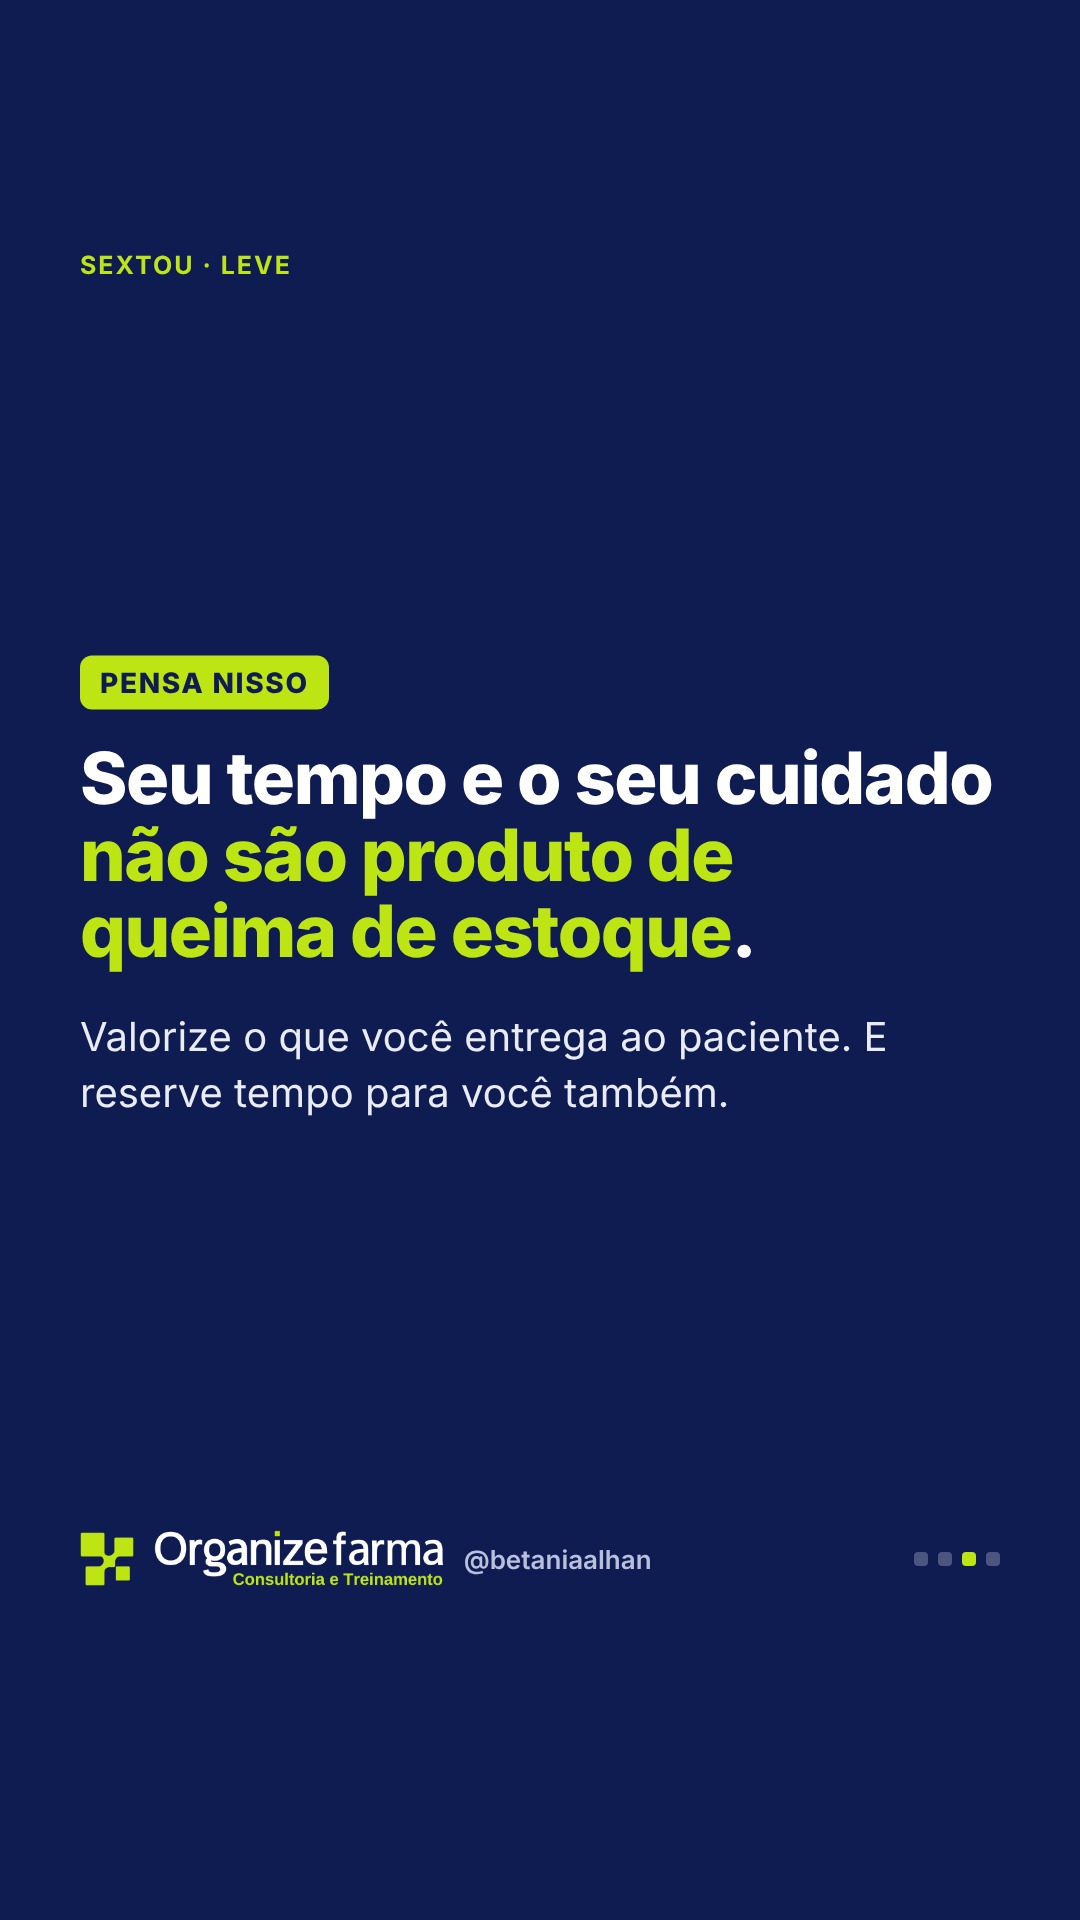 SEXTOU · LEVE
PENSA NISSO
Seu tempo e o seu cuidado
não são produto de
queima de estoque.
Valorize o que você entrega ao paciente. E
reserve tempo para você também.
Organizefarma
Consultoria e Treinamento
@betaniaalhan